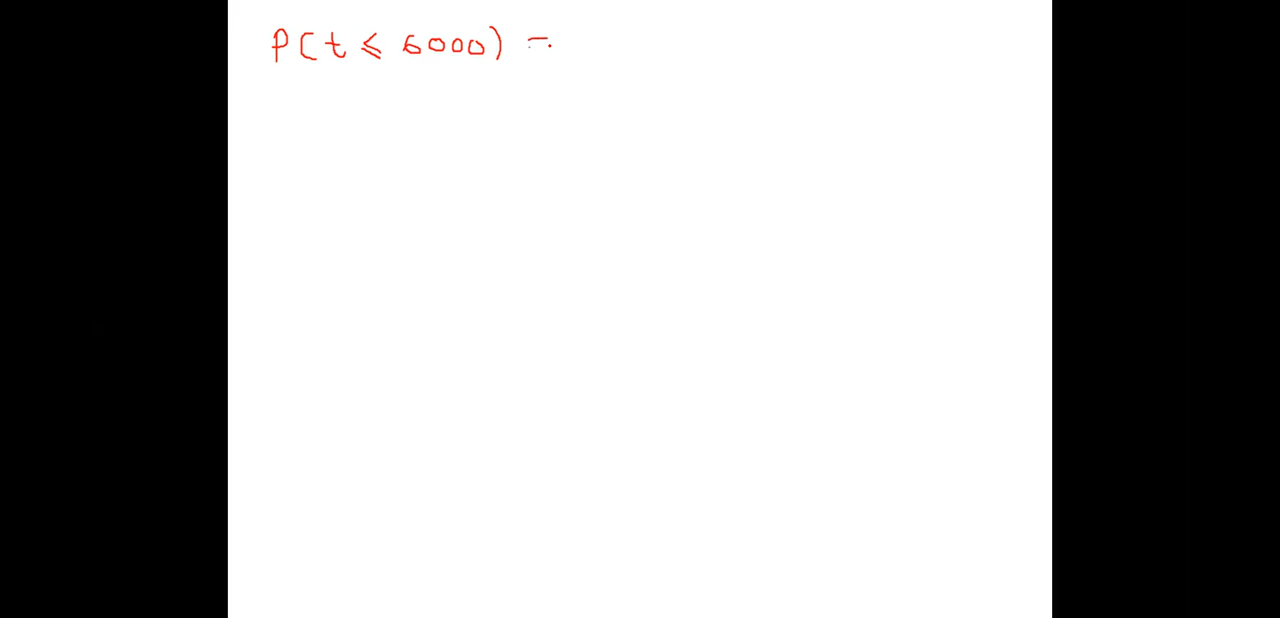 P(t ⩽ 6000) =